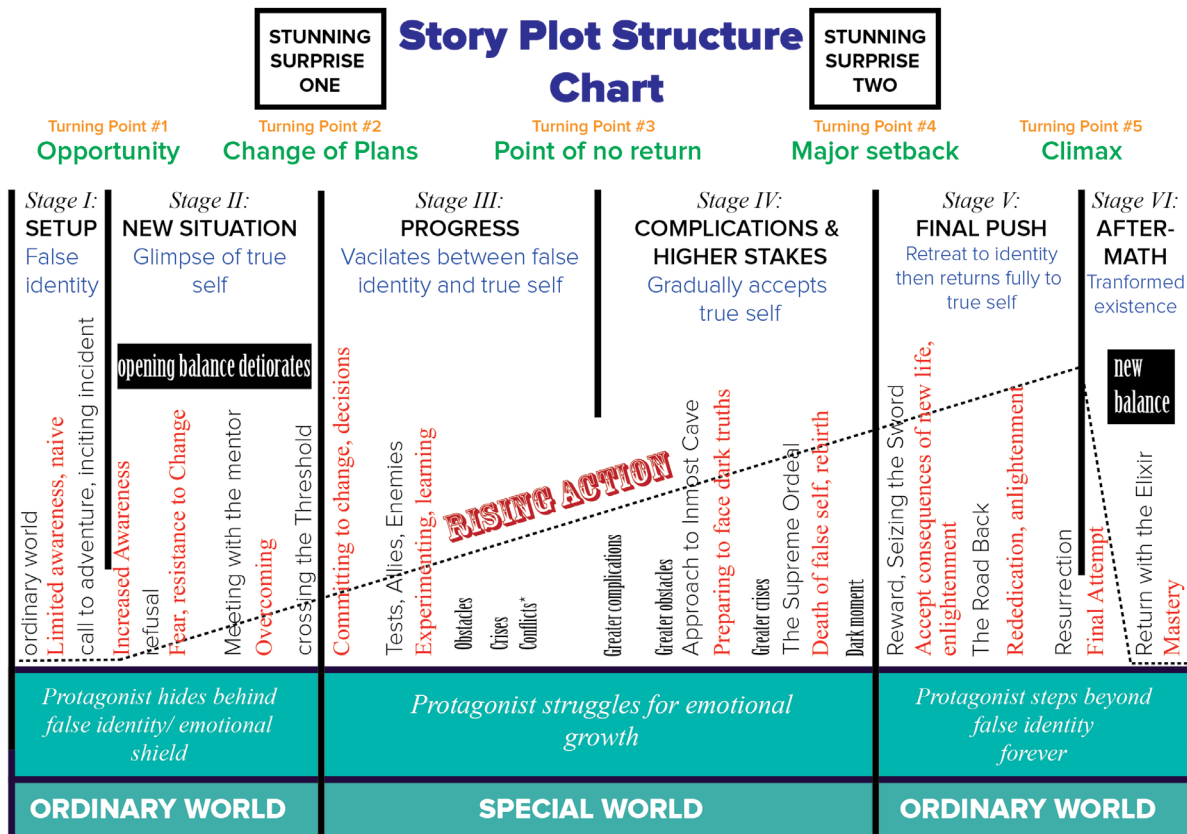 STUNNING
SURPRISE
ONE
Story Plot Structure
Chart
STUNNING
SURPRISE
TWO
Turning Point #1
Opportunity
Turning Point #2
Change of Plans
Turning Point #3
Point of no return
Turning Point #4
Major setback
Turning Point #5
Climax
Stage I:
SETUP
False
identity
Stage II:
NEW SITUATION
Glimpse of true
self
Stage III:
PROGRESS
Vacilates between false
identity and true self
Stage IV:
COMPLICATIONS &
HIGHER STAKES
Gradually accepts
true self
Stage V:
FINAL PUSH
Retreat to identity
then returns fully to
true self
Stage VI:
AFTER-
MATH
Tranformed
existence
opening balance detiorates
new
balance
ordinary world
Limited awareness, naive
call to adventure, inciting incident
Increased Awareness
refusal
Fear, resistance to Change
Meeting with the mentor
Overcoming
crossing the Threshold
Committing to change, decisions
Tests, Allies, Enemies
Experimenting, learning
RISING ACTION
Obstacles
Crises
Conflicts*
Greater complications
Greater obstacles
Approach to Inmost Cave
Preparing to face dark truths
Greater crises
The Supreme Ordeal
Death of false self, rebirth
Dark moment
Reward, Seizing the Sword
Accept consequences of new life,
enlightenment
The Road Back
Rededication, anlightenment
Resurrection
Final Attempt
Return with the Elixir
Mastery
Protagonist hides behind
false identity/ emotional
shield
Protagonist struggles for emotional
growth
Protagonist steps beyond
false identity
forever
ORDINARY WORLD
SPECIAL WORLD
ORDINARY WORLD